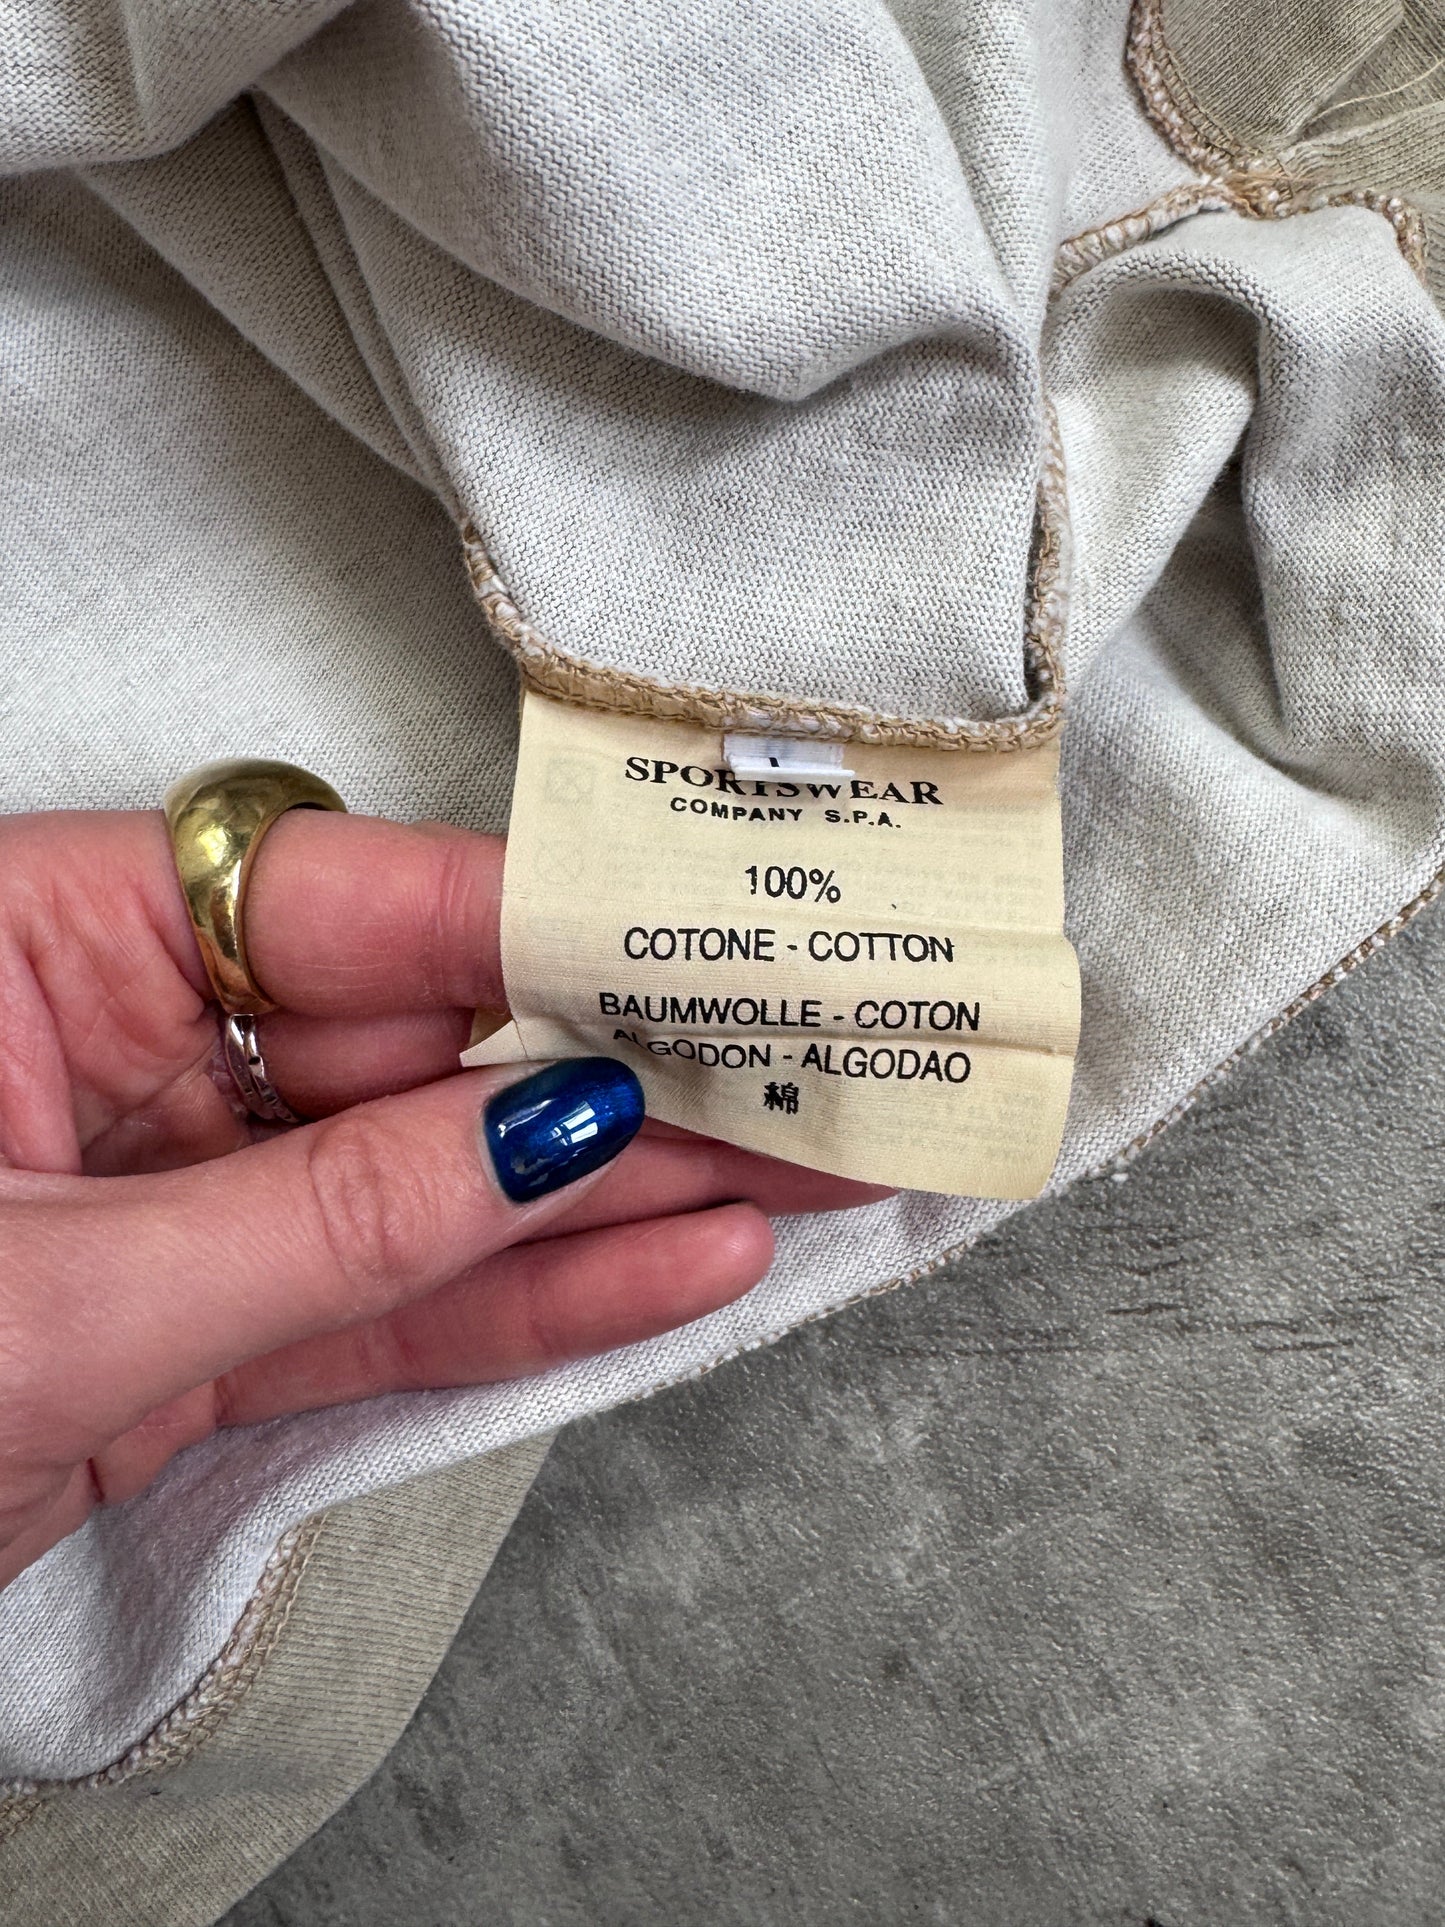 SPORTSWEAR
COMPANY S.P.A.
100%
COTONE - COTTON
BAUMWOLLE - COTON
ALGODON - ALGODAO
綿